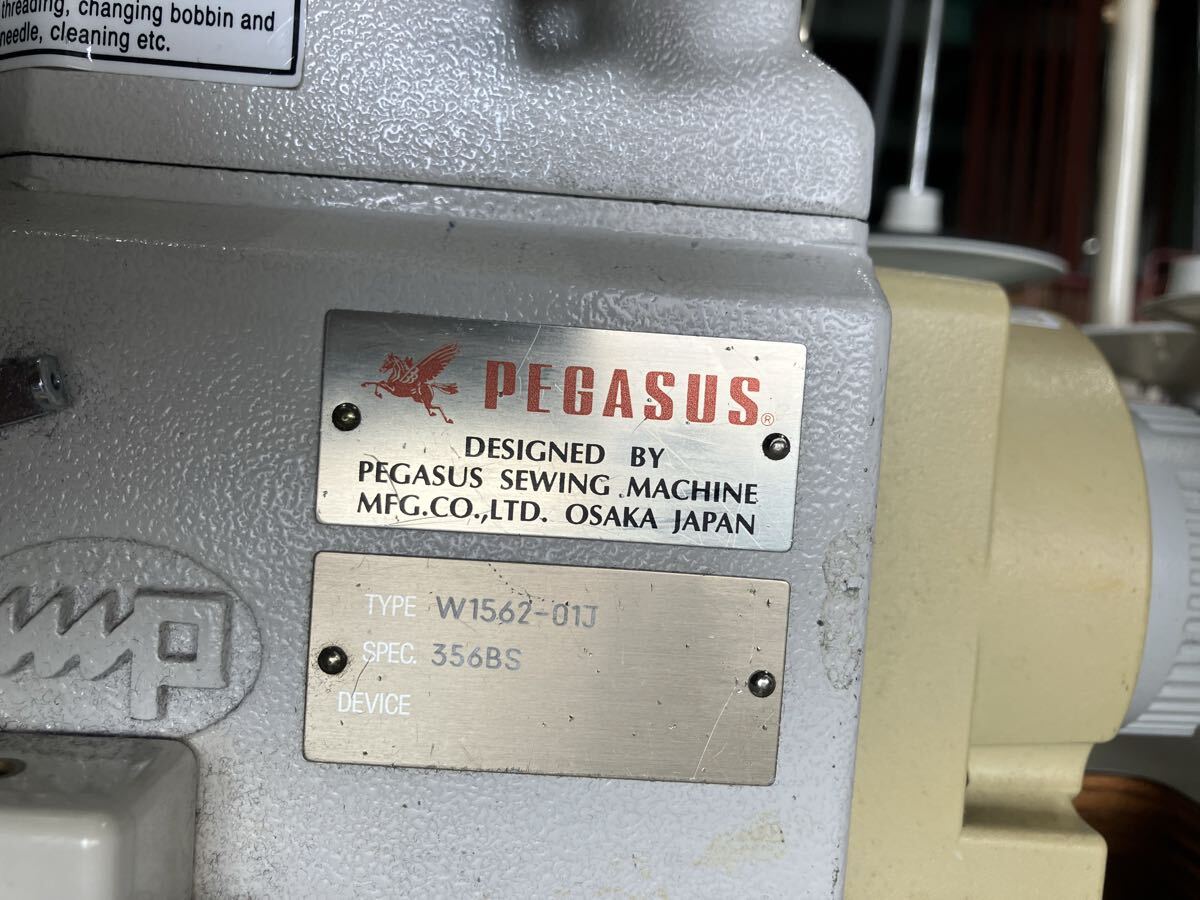 threading, changing bobbin and
needle, cleaning etc.
PEGASUS®
DESIGNED BY
PEGASUS SEWING MACHINE
MFG.CO.,LTD. OSAKA JAPAN
TYPE W1562-01J
SPEC. 356BS
DEVICE